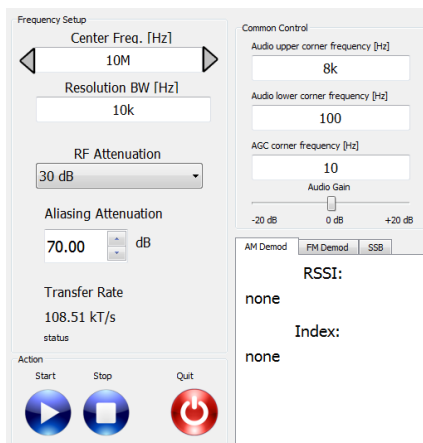 Frequency Setup
Center Freq. [Hz]
10M
Resolution BW [Hz]
10k
RF Attenuation
30 dB
Aliasing Attenuation
70.00 dB
Transfer Rate
108.51 kT/s
status
Action
Start Stop Quit
Common Control
Audio upper corner frequency [Hz]
8k
Audio lower corner frequency [Hz]
100
AGC corner frequency [Hz]
10
Audio Gain
-20 dB 0 dB +20 dB
AM Demod FM Demod SSB
RSSI:
none
Index:
none